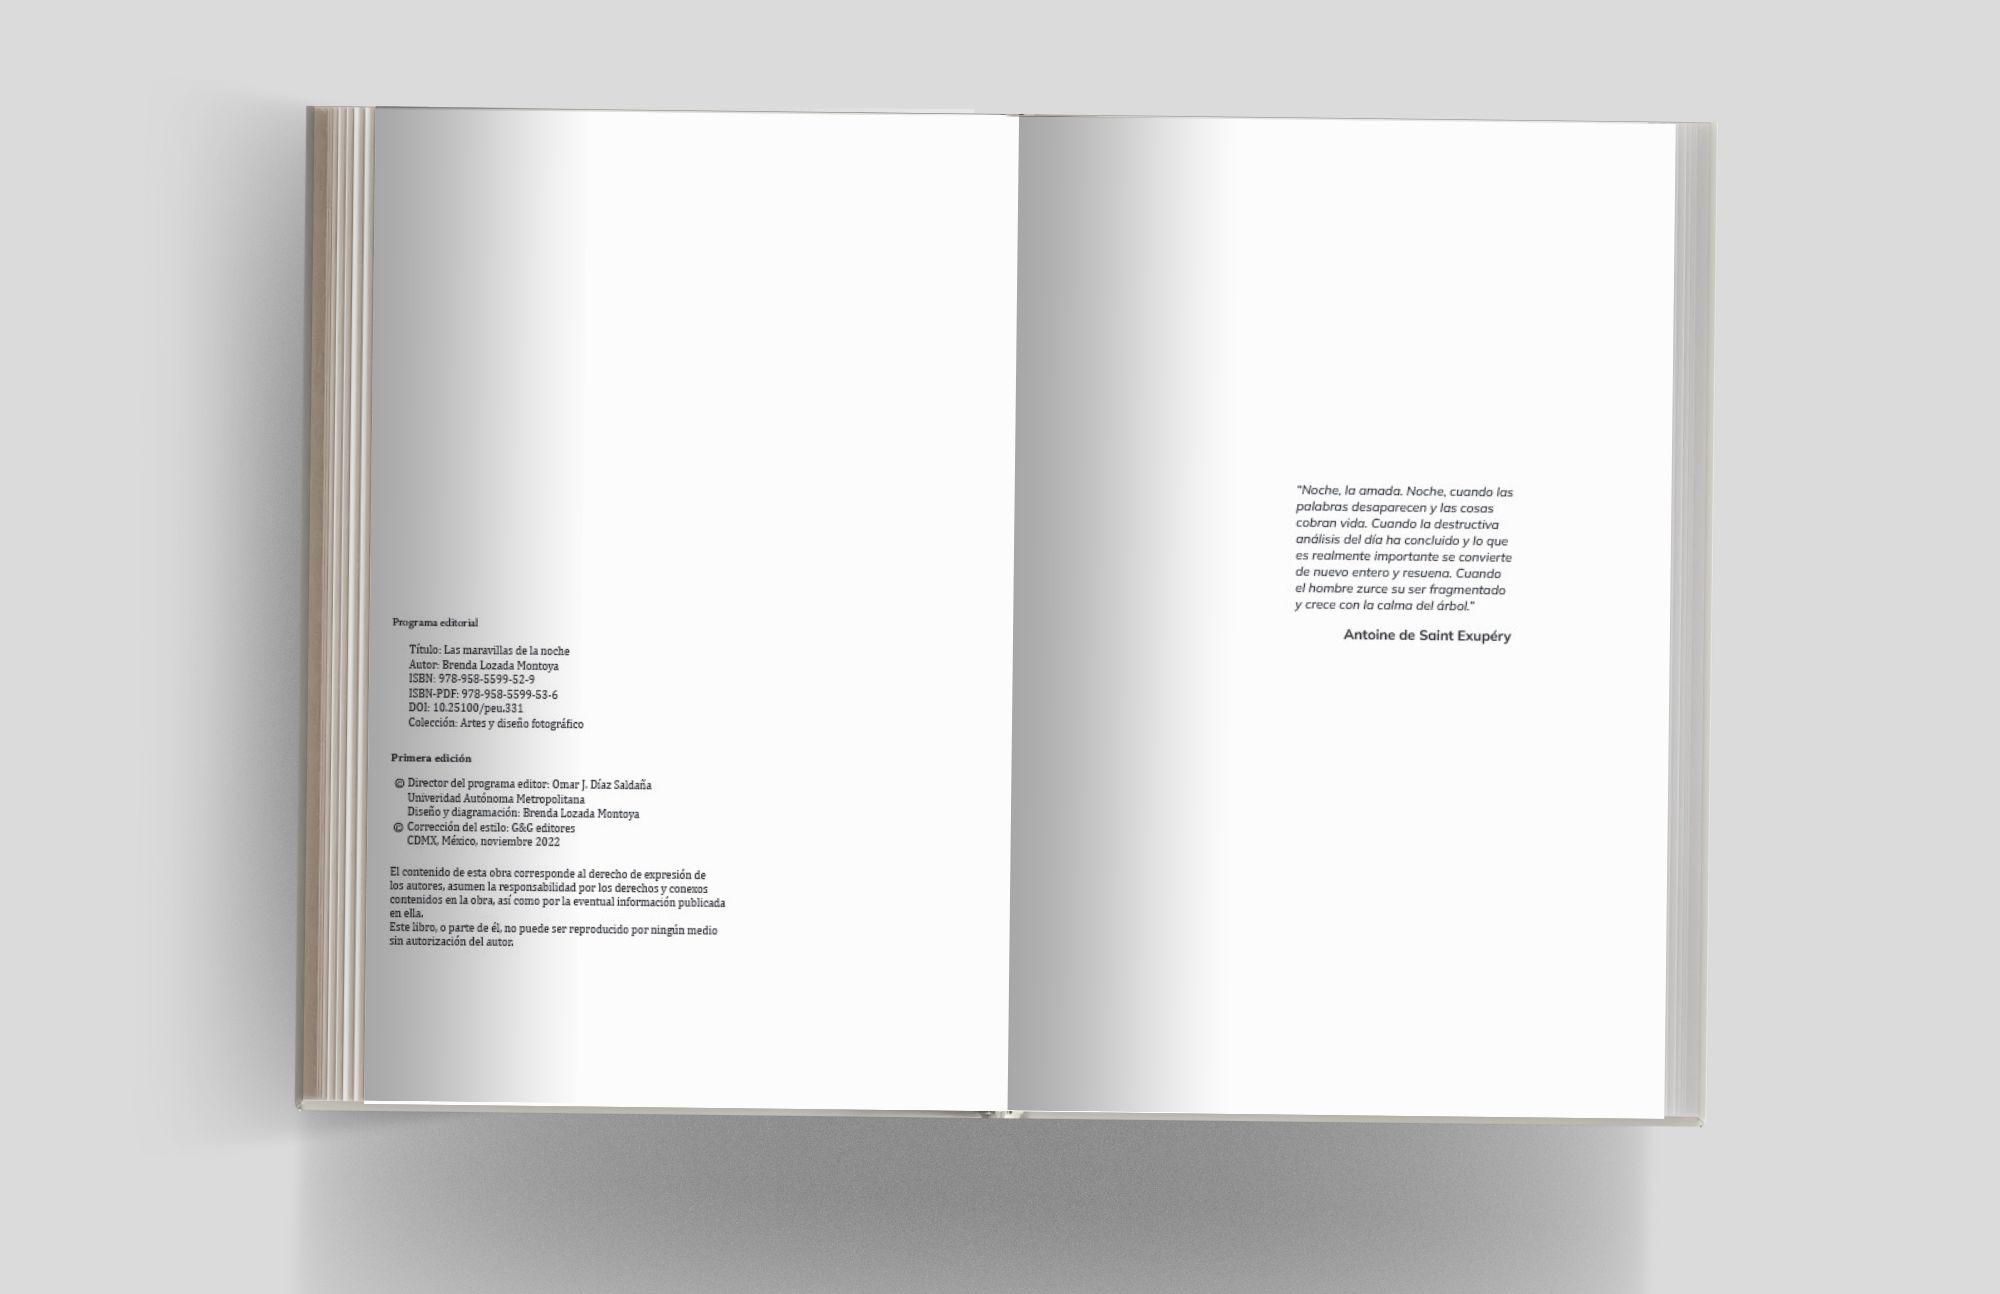 Programa editorial
Título: Las maravillas de la noche
Autor: Brenda Lozada Montoya
ISBN: 978-958-5599-52-9
ISBN-PDF: 978-958-5599-53-6
DOI: 10.25100/peu.331
Colección: Artes y diseño fotográfico
Primera edición
© Director del programa editor: Omar J. Díaz Saldaña
Univeridad Autónoma Metropolitana
Diseño y diagramación: Brenda Lozada Montoya
© Corrección del estilo: G&G editores
CDMX, México, noviembre 2022
El contenido de esta obra corresponde al derecho de expresión de
los autores, asumen la responsabilidad por los derechos y conexos
contenidos en la obra, así como por la eventual información publicada
en ella.
Este libro, o parte de él, no puede ser reproducido por ningún medio
sin autorización del autor.
“Noche, la amada. Noche, cuando las
palabras desaparecen y las cosas
cobran vida. Cuando la destructiva
análisis del día ha concluido y lo que
es realmente importante se convierte
de nuevo entero y resuena. Cuando
el hombre zurce su ser fragmentado
y crece con la calma del árbol.”
Antoine de Saint Exupéry